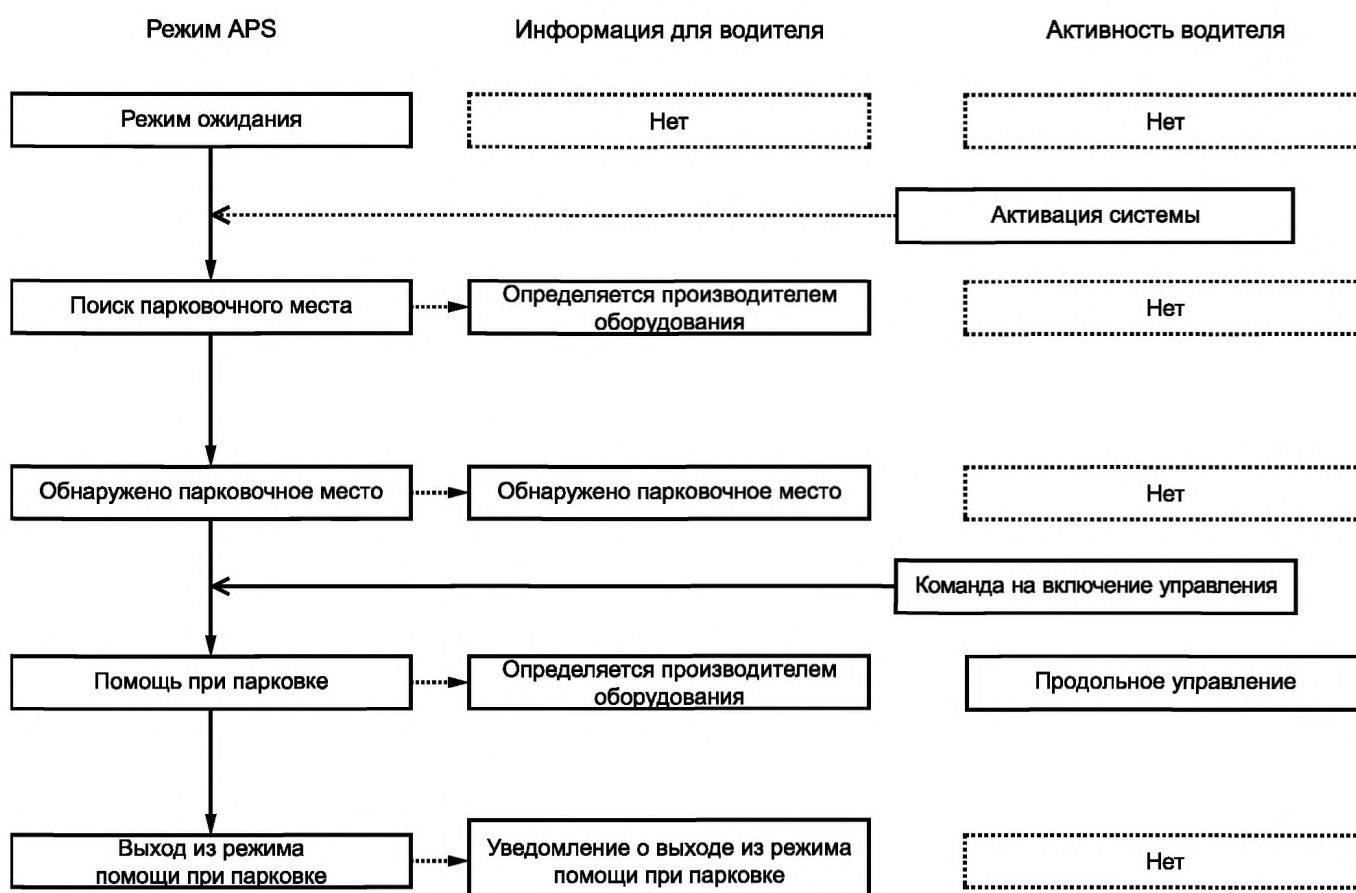 Режим APS
Информация для водителя
Активность водителя
Режим ожидания
Нет
Нет
Активация системы
Поиск парковочного места
Определяется производителем
оборудования
Нет
Обнаружено парковочное место
Обнаружено парковочное место
Нет
Команда на включение управления
Помощь при парковке
Определяется производителем
оборудования
Продольное управление
Выход из режима
помощи при парковке
Уведомление о выходе из режима
помощи при парковке
Нет